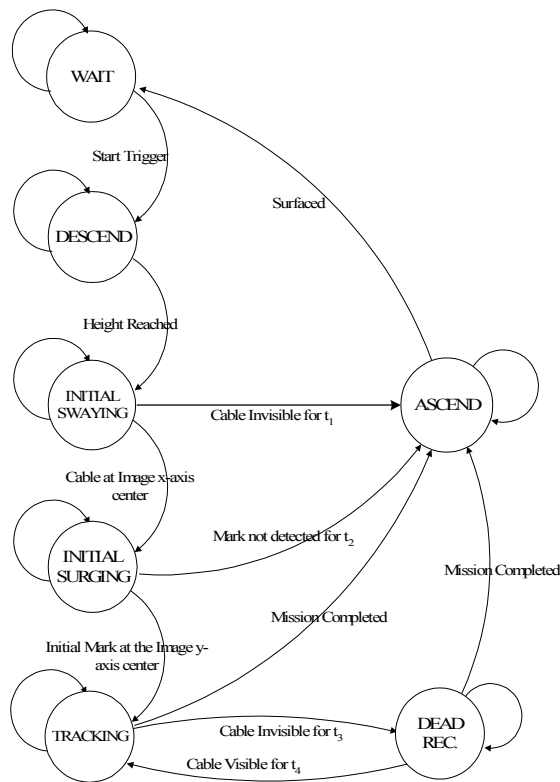 WAIT
Start Trigger
Surfaced
DESCEND
Height Reached
INITIAL
SWAYING
Cable Invisible for t1
ASCEND
Cable at Image x-axis
center
Mark not detected for t2
INITIAL
SURGING
Mission Completed
Mission Completed
Initial Mark at the Image y-
axis center
TRACKING
Cable Invisible for t3
DEAD
REC.
Cable Visible for t4